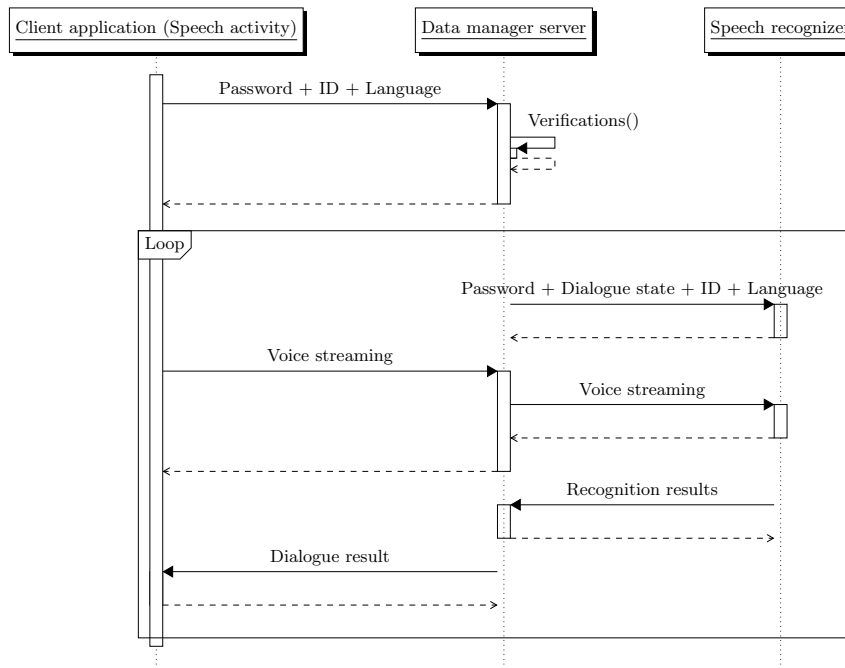 Client application (Speech activity)
Data manager server
Speech recognizer
Password + ID + Language
Verifications()
Loop
Password + Dialogue state + ID + Language
Voice streaming
Voice streaming
Recognition results
Dialogue result